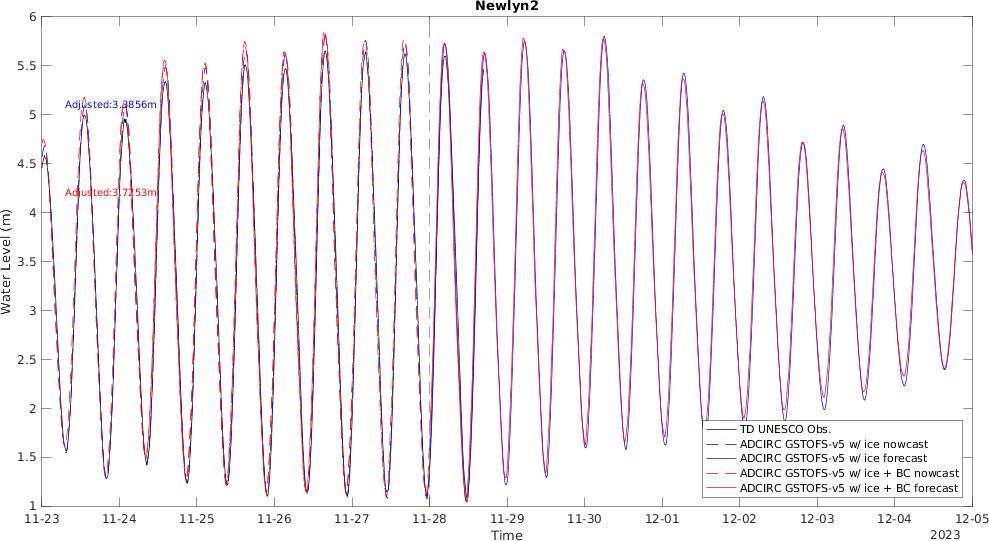 Newlyn2
Water Level (m)
6
5.5
5
4.5
4
3.5
3
2.5
2
1.5
1
Adjusted:3.3856m
Adjusted:3.7253m
TD UNESCO Obs.
ADCIRC GSTOFS-v5 w/ ice nowcast
ADCIRC GSTOFS-v5 w/ ice forecast
ADCIRC GSTOFS-v5 w/ ice + BC nowcast
ADCIRC GSTOFS-v5 w/ ice + BC forecast
11-23 11-24 11-25 11-26 11-27 11-28 11-29 11-30 12-01 12-02 12-03 12-04 12-05
Time
2023